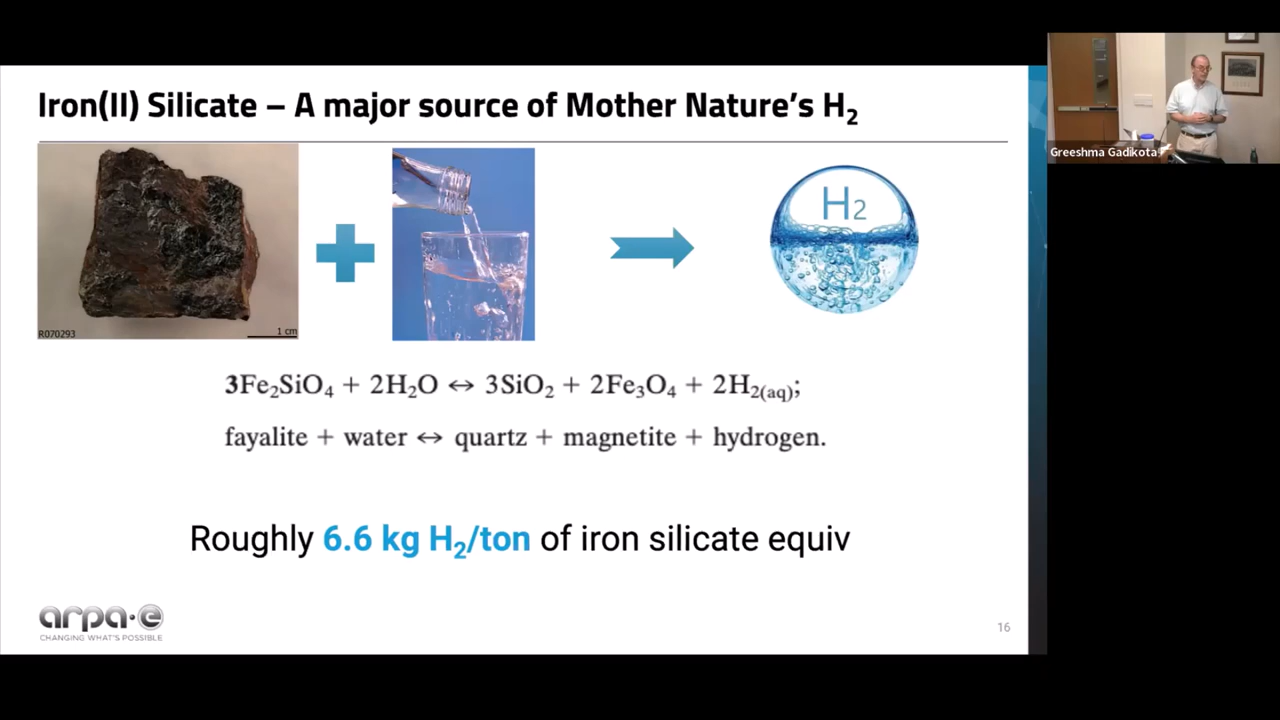 Iron(II) Silicate – A major source of Mother Nature's H₂
R070293
1 cm
H₂
3Fe₂SiO₄ + 2H₂O ↔ 3SiO₂ + 2Fe₃O₄ + 2H₂(aq);
fayalite + water ↔ quartz + magnetite + hydrogen.
Roughly 6.6 kg H₂/ton of iron silicate equiv
arpa·e
CHANGING WHAT'S POSSIBLE
16
Greeshma Gadikota